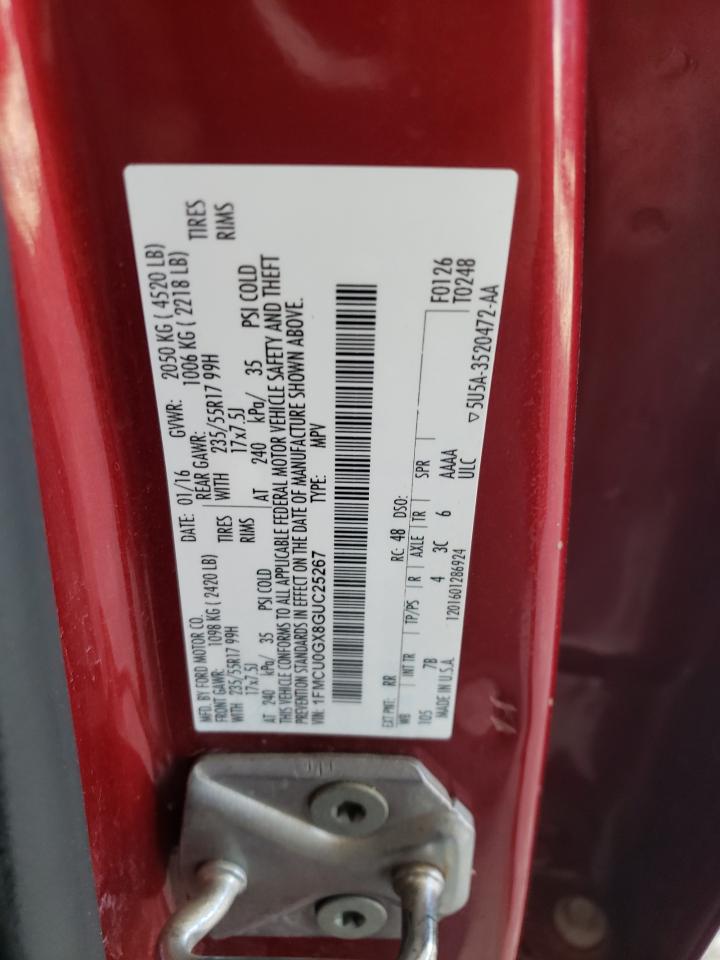 MFD. BY FORD MOTOR CO.
DATE: 01/16 GVWR: 2050 KG ( 4520 LB)
FRONT GAWR: 1098 KG ( 2420 LB) REAR GAWR: 1006 KG ( 2218 LB)
WITH 235/55R17 99H TIRES WITH 235/55R17 99H TIRES
17x7.5J RIMS 17x7.5J RIMS
AT 240 kPa/ 35 PSI COLD AT 240 kPa/ 35 PSI COLD
THIS VEHICLE CONFORMS TO ALL APPLICABLE FEDERAL MOTOR VEHICLE SAFETY AND THEFT
PREVENTION STANDARDS IN EFFECT ON THE DATE OF MANUFACTURE SHOWN ABOVE.
VIN: 1FMCU0GX8GUC25267 TYPE: MPV
EXT PNT: RR RC: 48 DSO: F0126
WB INT TR TP/PS R AXLE TR SPR T0248
105 7B 4 3C 6 AAAA
MADE IN U.S.A. 1201601286924 ULC
▽5U5A-3520472-AA